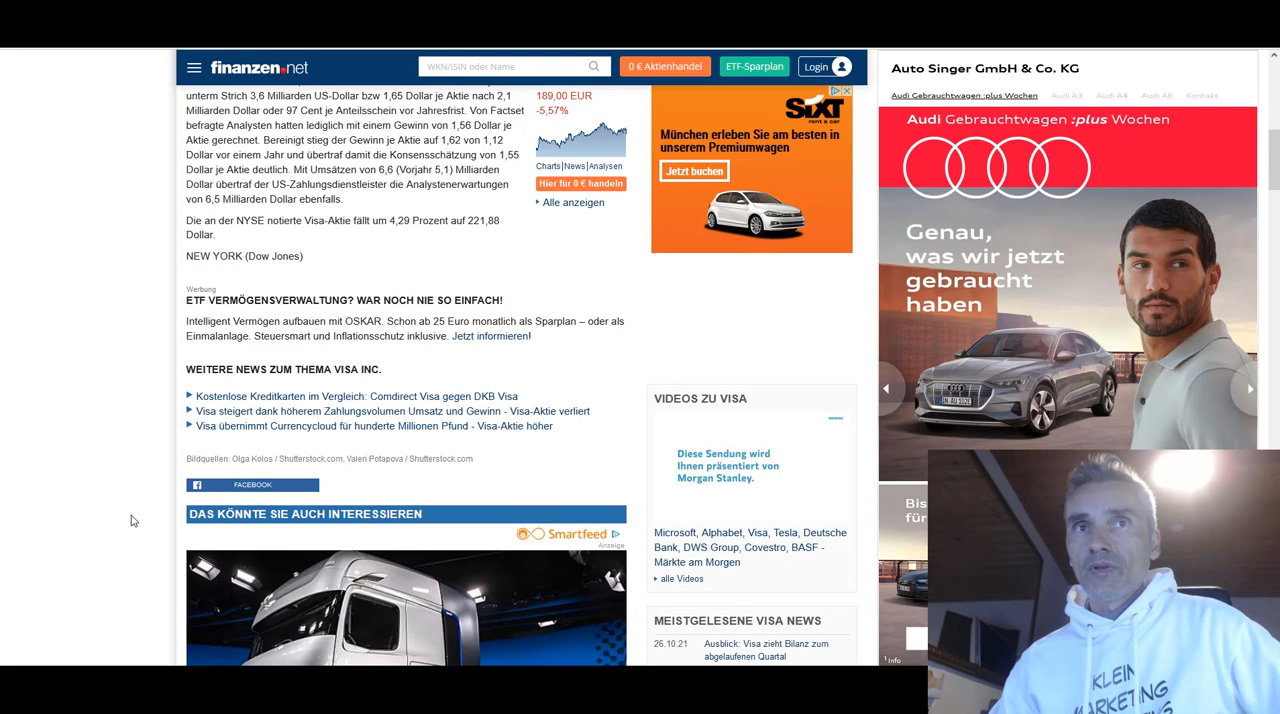 finanzen.net
WKN/ISIN oder Name
0 € Aktienhandel
ETF-Sparplan
Login
unterm Strich 3,6 Milliarden US-Dollar bzw 1,65 Dollar je Aktie nach 2,1
Milliarden Dollar oder 97 Cent je Anteilsschein vor Jahresfrist. Von Factset
befragte Analysten hatten lediglich mit einem Gewinn von 1,56 Dollar je
Aktie gerechnet. Bereinigt stieg der Gewinn je Aktie auf 1,62 von 1,12
Dollar vor einem Jahr und übertraf damit die Konsensschätzung von 1,55
Dollar je Aktie deutlich. Mit Umsätzen von 6,6 (Vorjahr 5,1) Milliarden
Dollar übertraf der US-Zahlungsdienstleister die Analystenerwartungen
von 6,5 Milliarden Dollar ebenfalls.
Die an der NYSE notierte Visa-Aktie fällt um 4,29 Prozent auf 221,88
Dollar.
NEW YORK (Dow Jones)
189,00 EUR
-5,57%
Charts|News|Analysen
Hier für 0 € handeln
Alle anzeigen
Werbung
ETF VERMÖGENSVERWALTUNG? WAR NOCH NIE SO EINFACH!
Intelligent Vermögen aufbauen mit OSKAR. Schon ab 25 Euro monatlich als Sparplan – oder als
Einmalanlage. Steuersmart und Inflationsschutz inklusive. Jetzt informieren!
WEITERE NEWS ZUM THEMA VISA INC.
Kostenlose Kreditkarten im Vergleich: Comdirect Visa gegen DKB Visa
Visa steigert dank höherem Zahlungsvolumen Umsatz und Gewinn - Visa-Aktie verliert
Visa übernimmt Currencycloud für hunderte Millionen Pfund - Visa-Aktie höher
Bildquellen: Olga Kolos / Shutterstock.com, Valeri Potapova / Shutterstock.com
FACEBOOK
DAS KÖNNTE SIE AUCH INTERESSIEREN
Smartfeed
Anzeige
SIXT
rent a car
München erleben Sie am besten in
unserem Premiumwagen
Jetzt buchen
VIDEOS ZU VISA
Diese Sendung wird
Ihnen präsentiert von
Morgan Stanley.
Microsoft, Alphabet, Visa, Tesla, Deutsche
Bank, DWS Group, Covestro, BASF -
Märkte am Morgen
alle Videos
MEISTGELESENE VISA NEWS
26.10.21 Ausblick: Visa zieht Bilanz zum
abgelaufenen Quartal
Auto Singer GmbH & Co. KG
Audi Gebrauchtwagen :plus Wochen
Audi A3
Audi A4
Audi A6
Kontakt
Audi Gebrauchtwagen :plus Wochen
Genau,
was wir jetzt
gebraucht
haben
Bis
für
1 Info
KLEIN
MARKETING